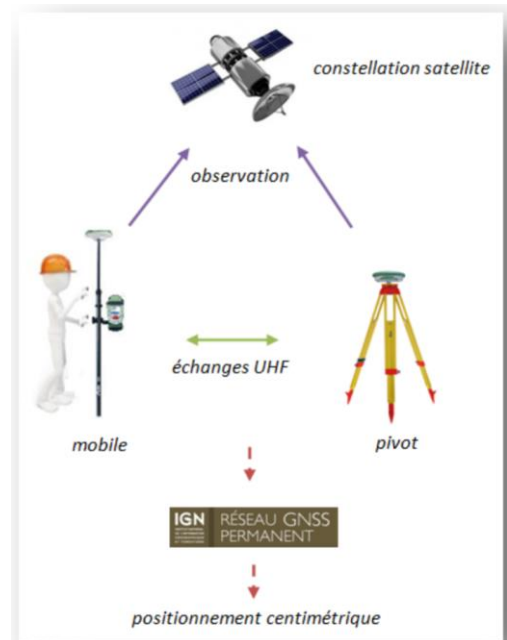 constellation satellite
observation
échanges UHF
mobile
pivot
IGN
RÉSEAU GNSS
PERMANENT
positionnement centimétrique